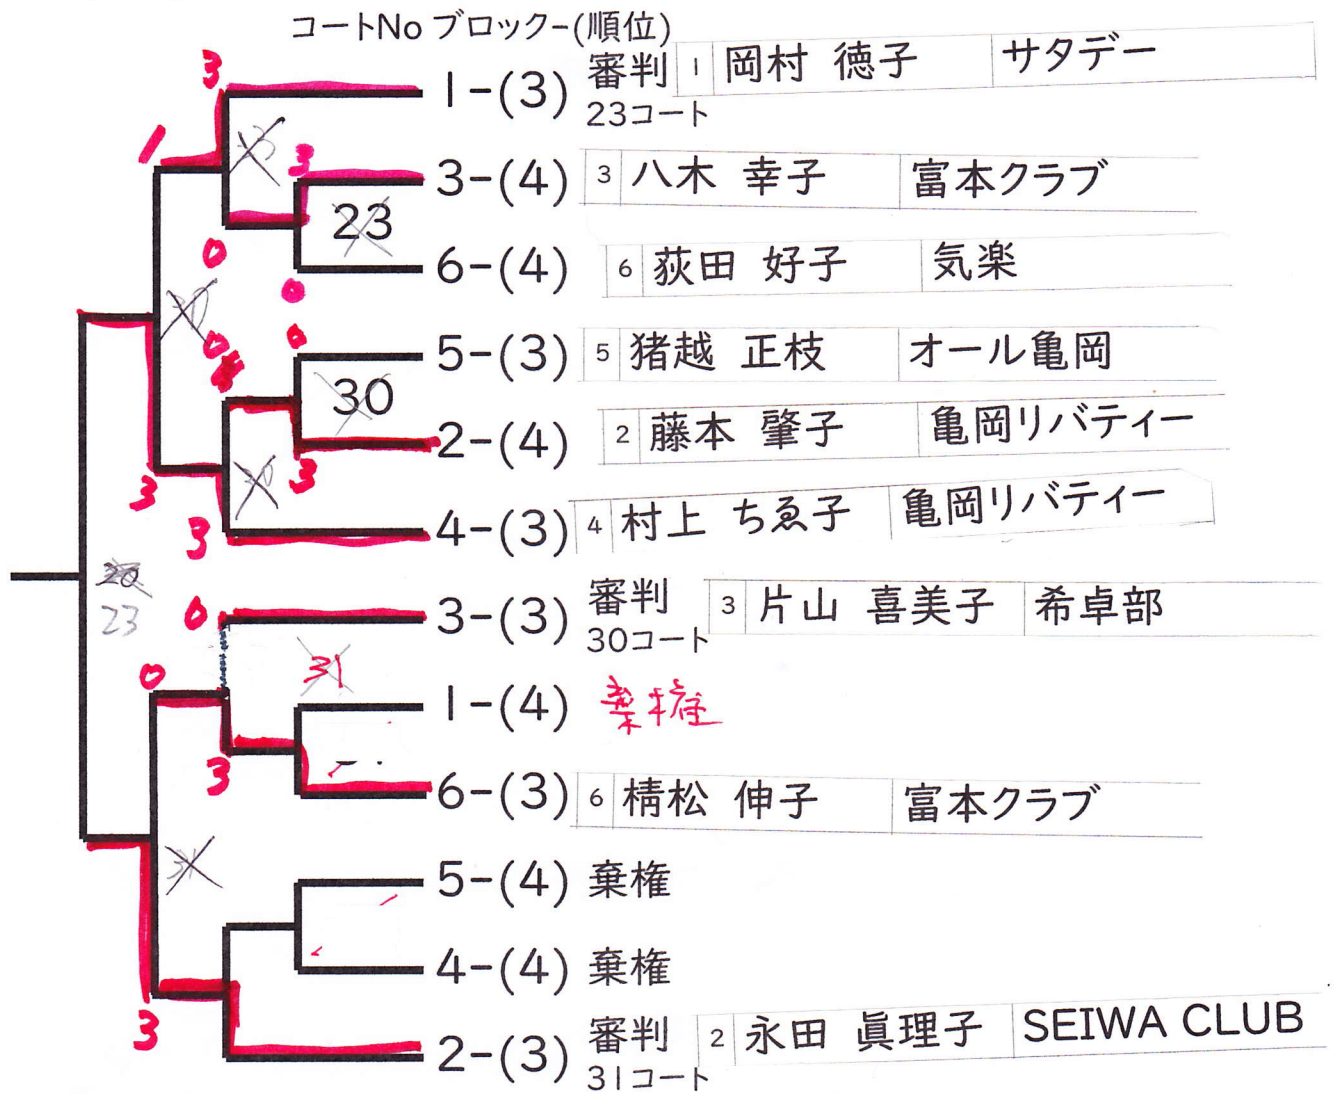 コートNo ブロック-(順位)
3 1-(3) 審判 1 岡村 徳子 サタデー
23コート
1 3 3-(4) 3 八木 幸子 富本クラブ
23
0 6-(4) 6 荻田 好子 気楽
0
0 0 5-(3) 5 猪越 正枝 オール亀岡
30
2-(4) 2 藤本 肇子 亀岡リバティー
3 3
3 4-(3) 4 村上 ちゑ子 亀岡リバティー
23
0 3-(3) 審判 3 片山 喜美子 希卓部
30コート
0 31
1-(4) 棄権
3 6-(3) 6 楕松 伸子 富本クラブ
31
5-(4) 棄権
4-(4) 棄権
3 2-(3) 審判 2 永田 眞理子 SEIWA CLUB
31コート